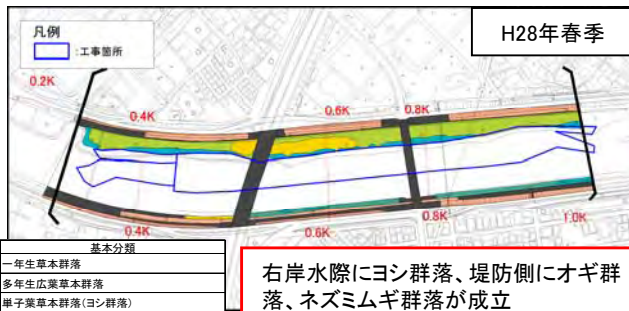 凡例
:工事箇所
H28年春季
0.2K
0.4K
0.6K
0.8K
0.4K
0.6K
0.8K
1.0K
基本分類
一年生草本群落
多年生広葉草本群落
単子葉草本群落(ヨシ群落)
右岸水際にヨシ群落、堤防側にオギ群
落、ネズミムギ群落が成立